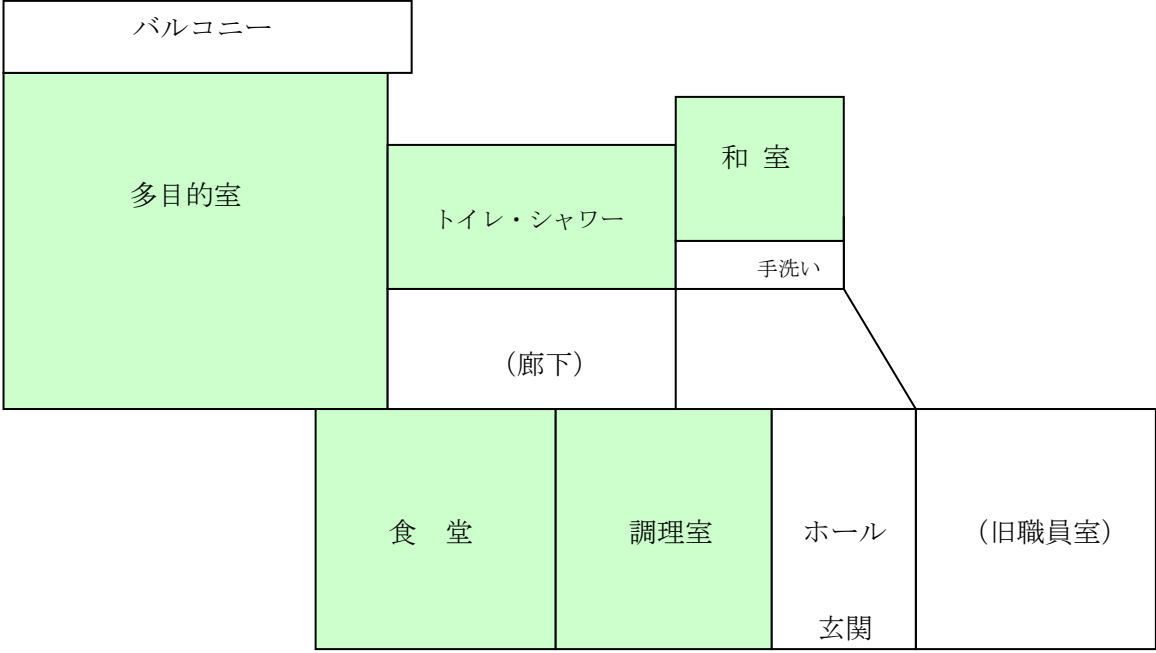 バルコニー
多目的室
トイレ・シャワー
和 室
手洗い
（廊下）
食 堂
調理室
ホール
玄関
（旧職員室）